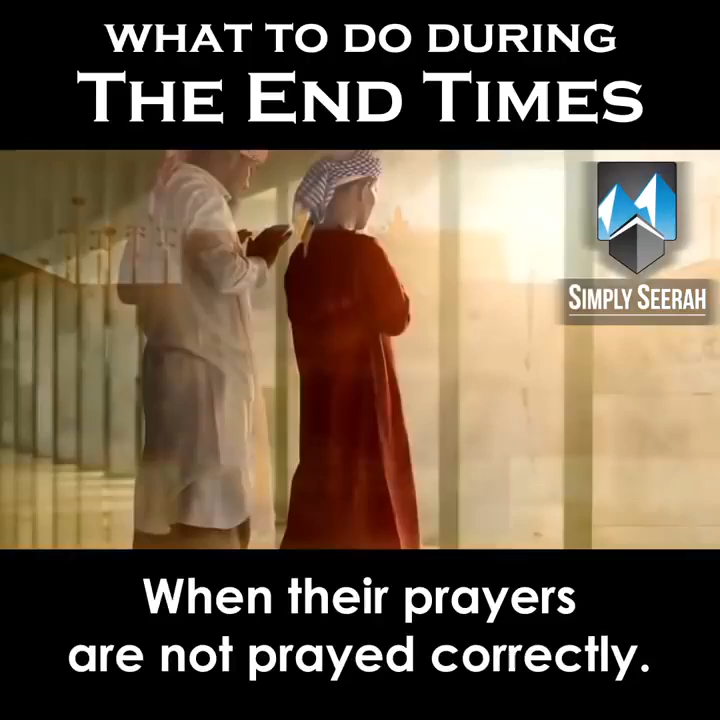 WHAT TO DO DURING
THE END TIMES
SIMPLY SEERAH
When their prayers
are not prayed correctly.